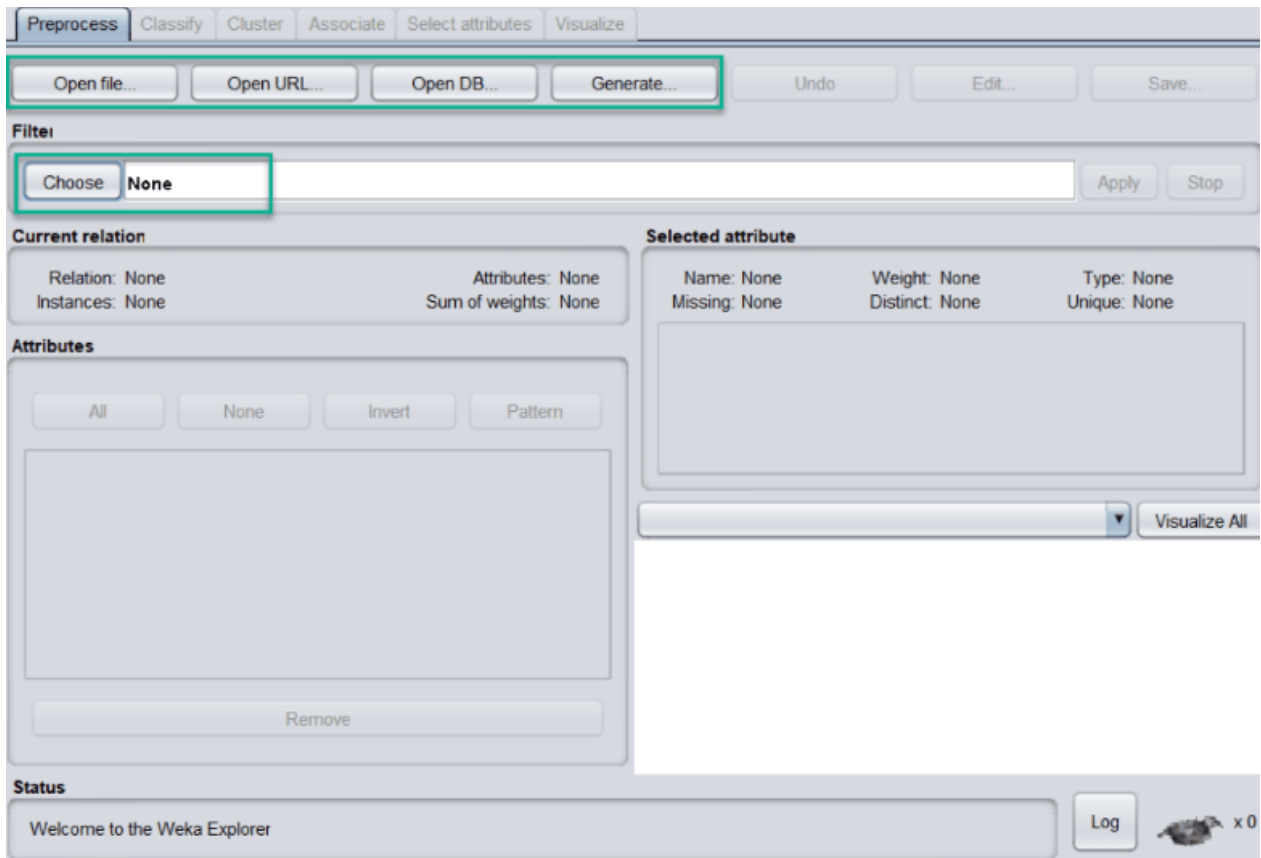 Preprocess Classify Cluster Associate Select attributes Visualize
Open file... Open URL... Open DB... Generate... Undo Edit... Save...
Filter
Choose None Apply Stop
Current relation
Relation: None Attributes: None
Instances: None Sum of weights: None
Selected attribute
Name: None Weight: None Type: None
Missing: None Distinct: None Unique: None
Attributes
All None Invert Pattern
Remove
Visualize All
Status
Welcome to the Weka Explorer
Log x 0